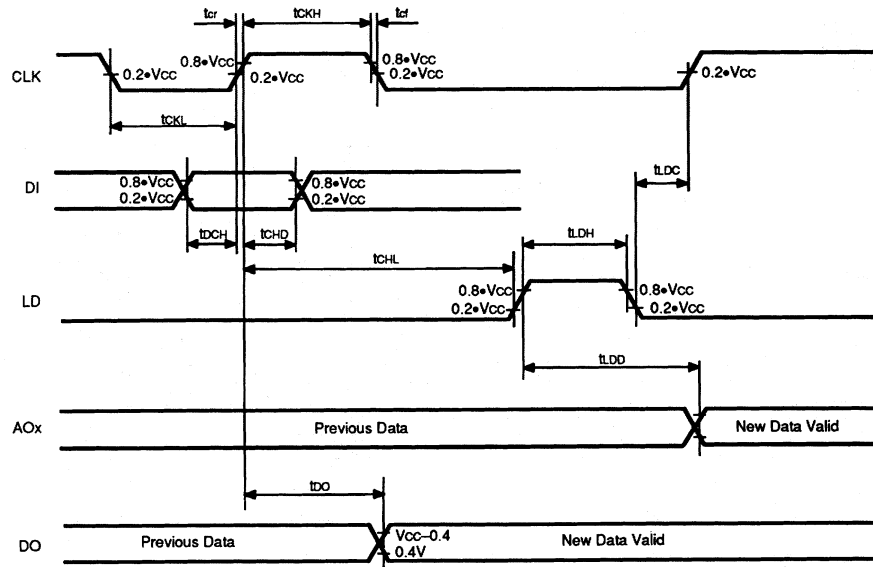 tcr tCKH tcf
CLK 0.2•VCC 0.8•VCC 0.2•VCC 0.8•VCC 0.2•VCC 0.2•VCC
tCKL
tLDC
DI 0.8•VCC 0.8•VCC
0.2•VCC 0.2•VCC
tDCH tCHD
tCHL tLDH
LD 0.8•VCC 0.8•VCC
0.2•VCC 0.2•VCC
tLDD
AOx Previous Data New Data Valid
tDO
DO Previous Data VCC–0.4 New Data Valid
0.4V